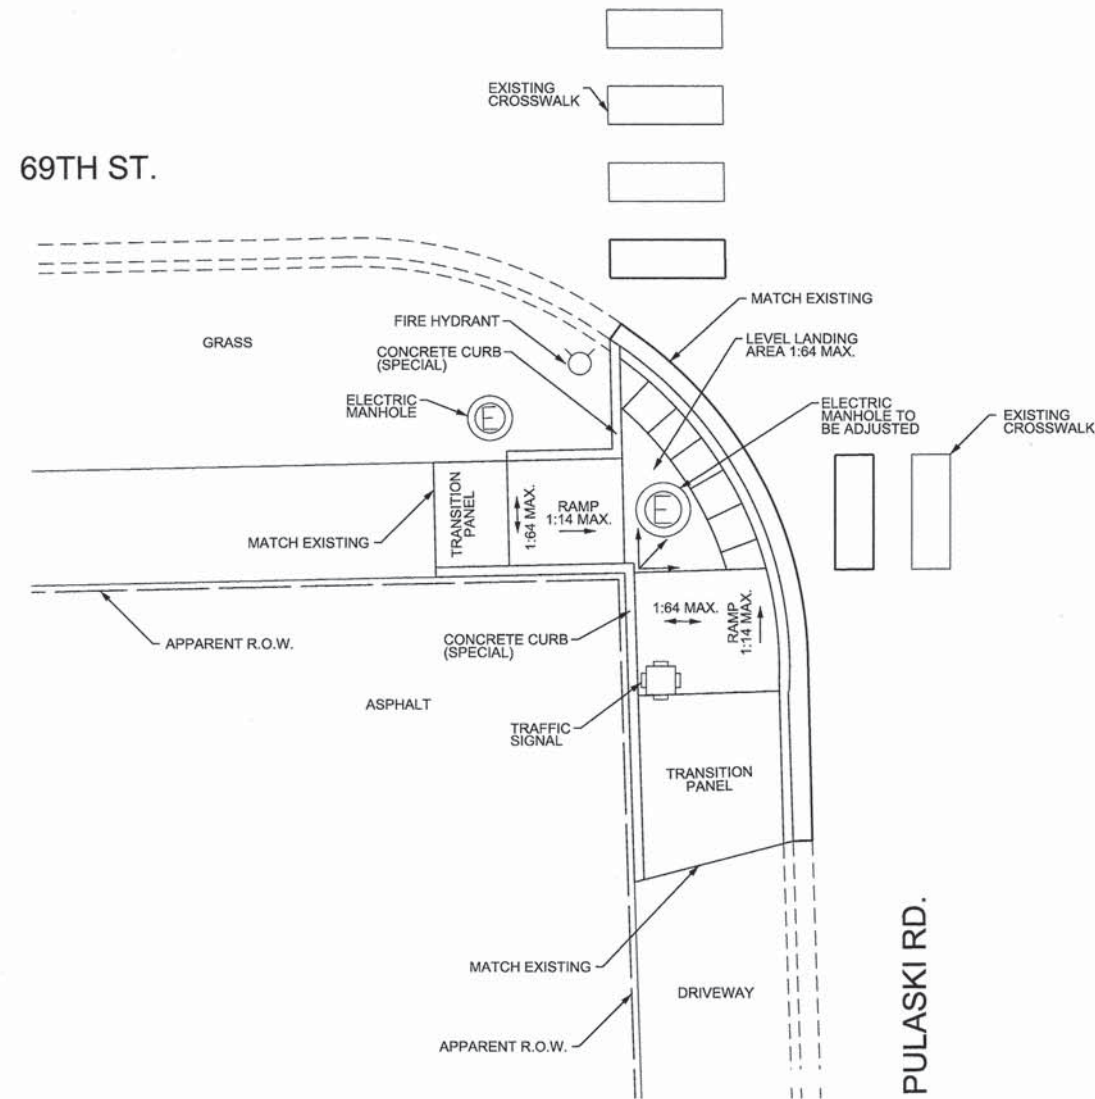 EXISTING
CROSSWALK
69TH ST.
MATCH EXISTING
FIRE HYDRANT
LEVEL LANDING
AREA 1:64 MAX.
GRASS
CONCRETE CURB
(SPECIAL)
ELECTRIC
MANHOLE
E
ELECTRIC
MANHOLE TO
BE ADJUSTED
EXISTING
CROSSWALK
TRANSITION
PANEL
1:64 MAX.
RAMP
1:14 MAX.
E
MATCH EXISTING
1:64 MAX.
RAMP
1:14 MAX.
APPARENT R.O.W.
CONCRETE CURB
(SPECIAL)
ASPHALT
TRAFFIC
SIGNAL
TRANSITION
PANEL
MATCH EXISTING
DRIVEWAY
APPARENT R.O.W.
PULASKI RD.